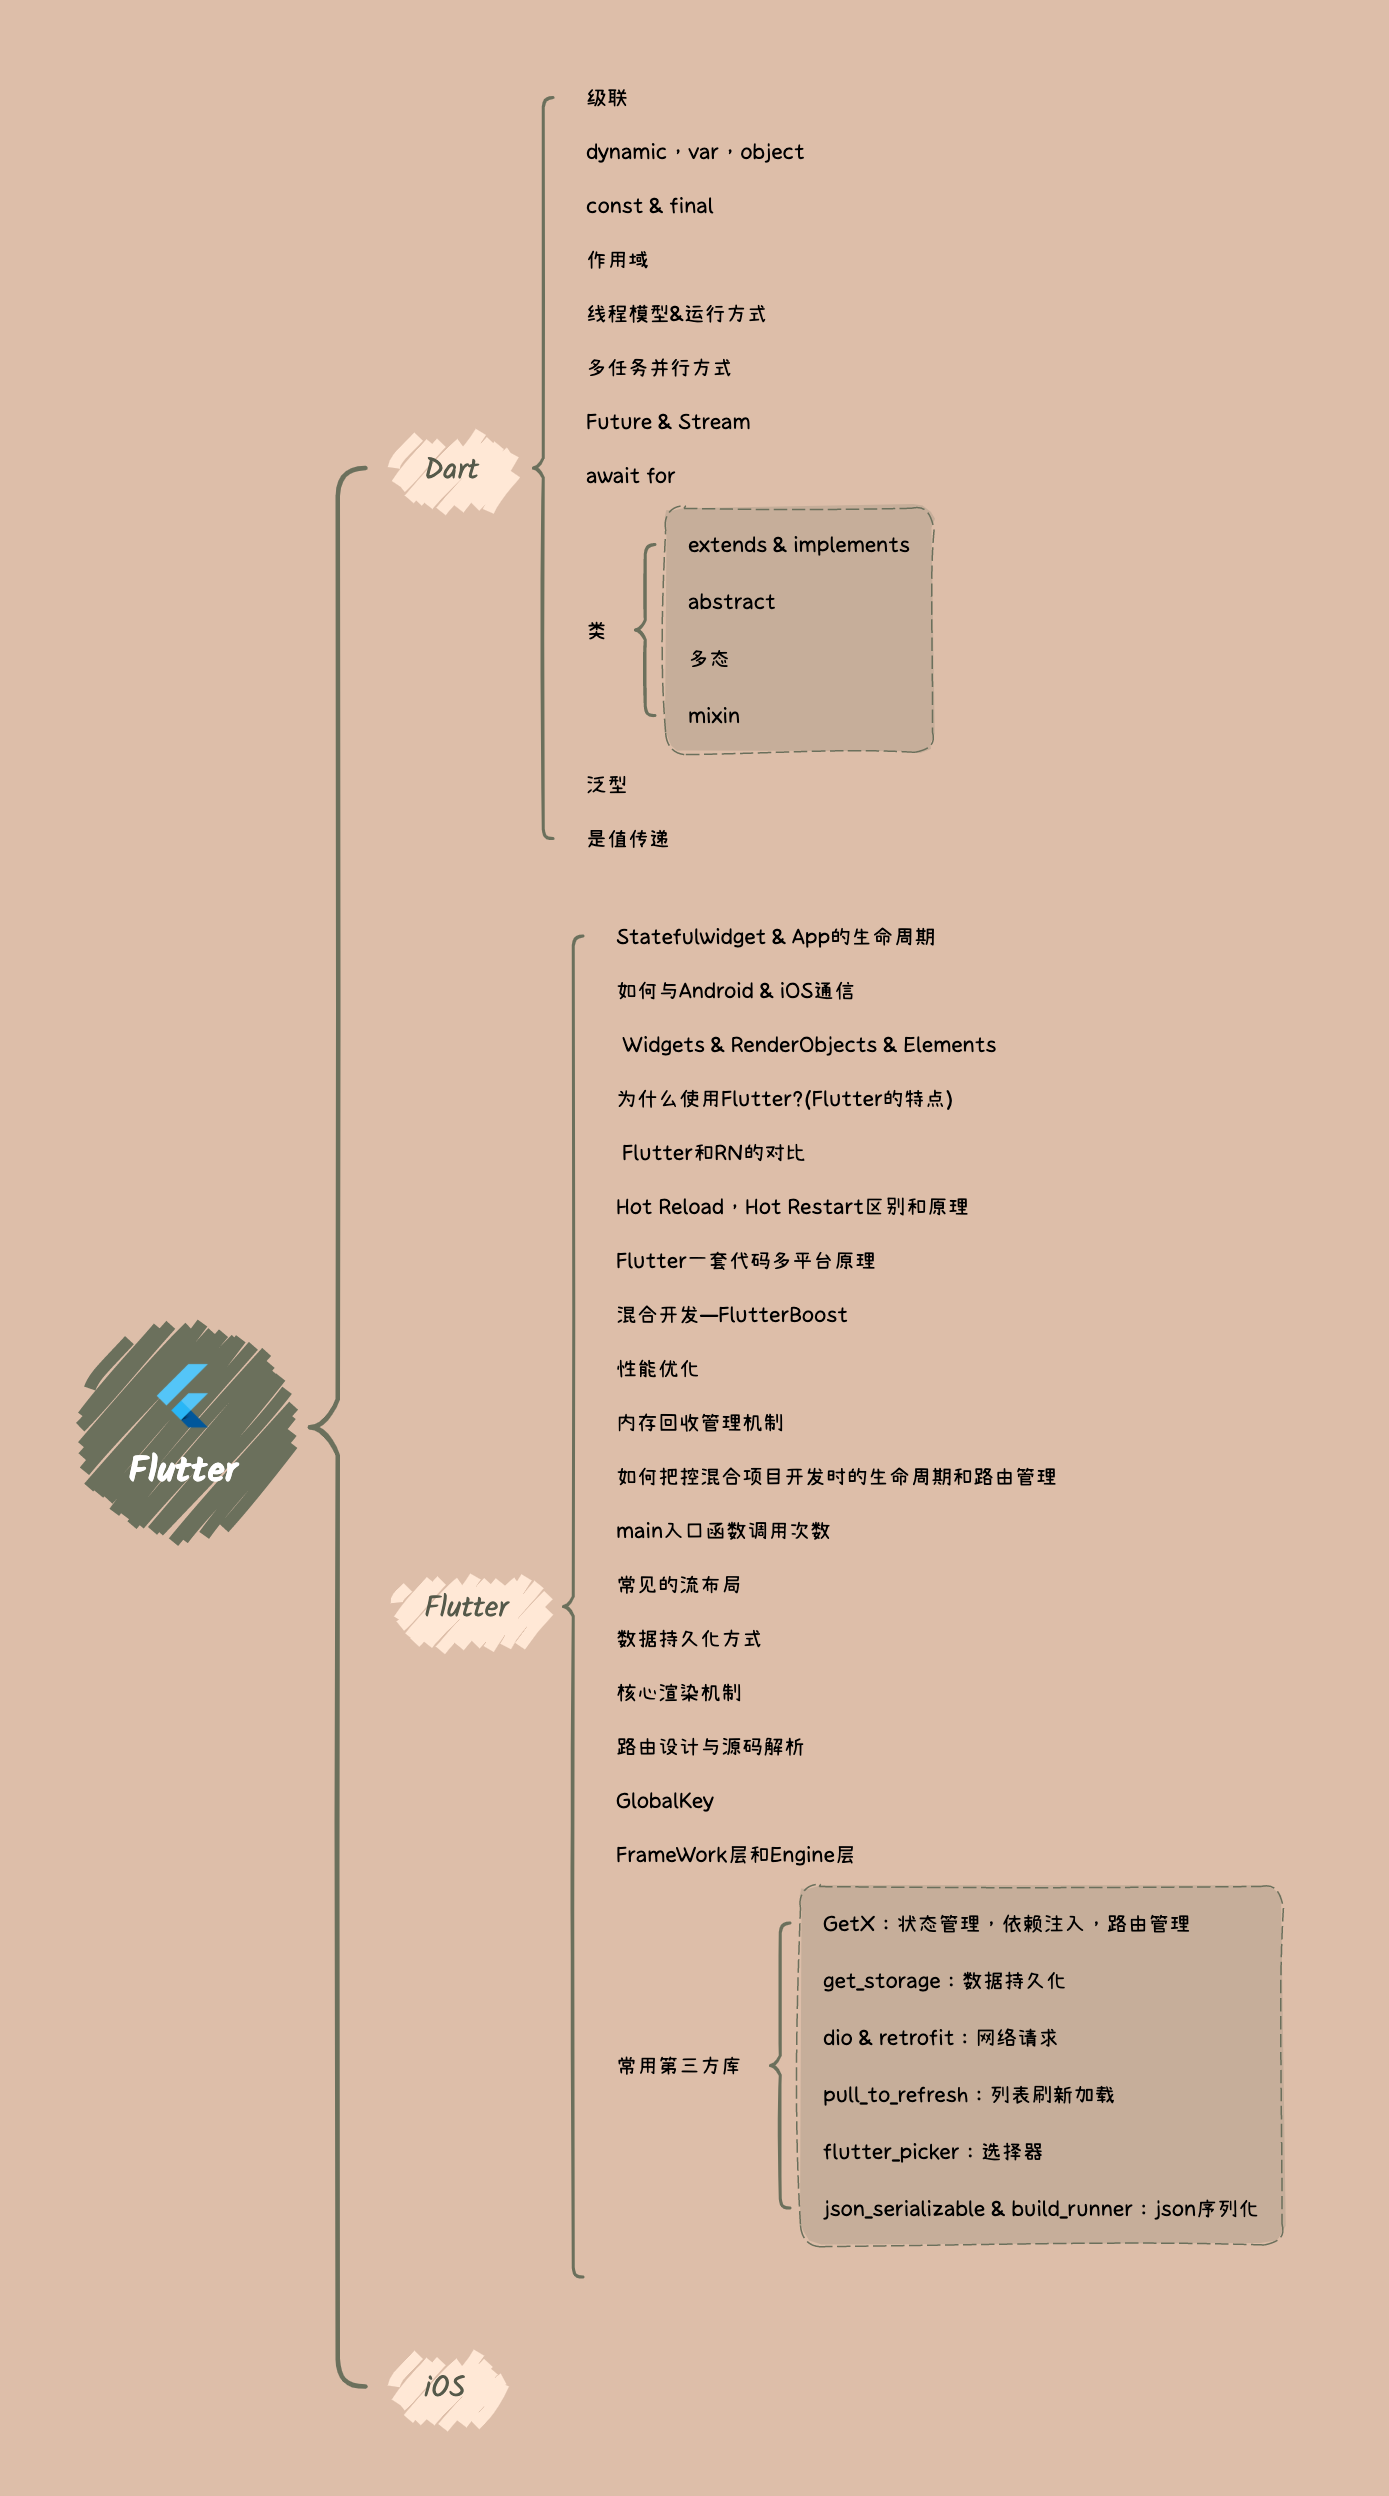 级联
dynamic，var，object
const & final
作用域
线程模型&运行方式
多任务并行方式
Future & Stream
await for
Dart
extends & implements
abstract
类
多态
mixin
泛型
是值传递
Statefulwidget & App的生命周期
如何与Android & iOS通信
Widgets & RenderObjects & Elements
为什么使用Flutter?(Flutter的特点)
Flutter和RN的对比
Hot Reload，Hot Restart区别和原理
Flutter一套代码多平台原理
混合开发—FlutterBoost
性能优化
内存回收管理机制
Flutter
如何把控混合项目开发时的生命周期和路由管理
main入口函数调用次数
常见的流布局
Flutter
数据持久化方式
核心渲染机制
路由设计与源码解析
GlobalKey
FrameWork层和Engine层
GetX：状态管理，依赖注入，路由管理
get_storage：数据持久化
dio & retrofit：网络请求
常用第三方库
pull_to_refresh：列表刷新加载
flutter_picker：选择器
json_serializable & build_runner：json序列化
iOS